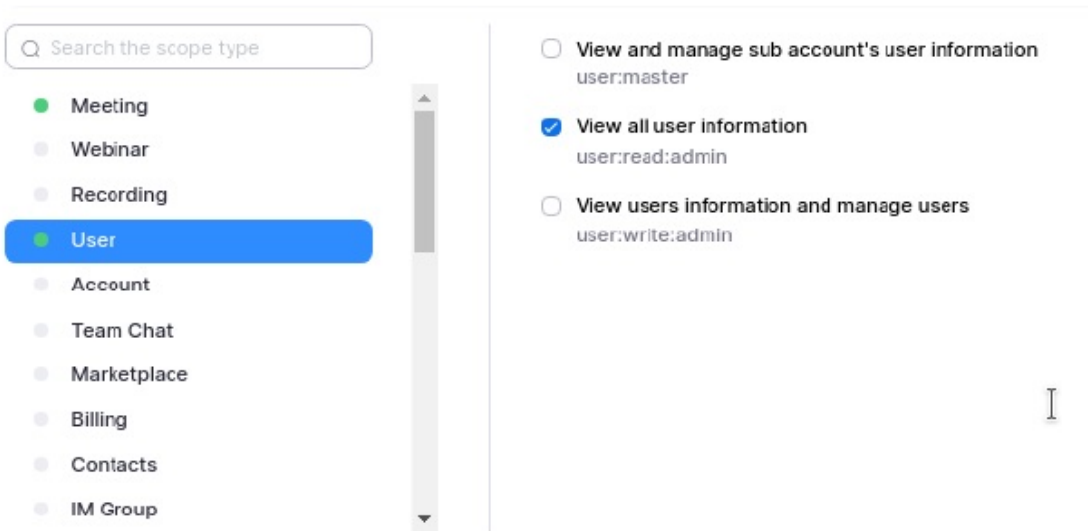 Search the scope type
Meeting
Webinar
Recording
User
Account
Team Chat
Marketplace
Billing
Contacts
IM Group
View and manage sub account's user information
user:master
View all user information
user:read:admin
View users information and manage users
user:write:admin